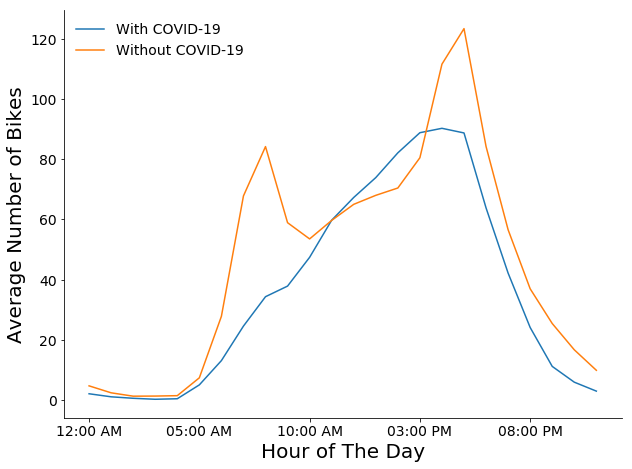 With COVID-19
Without COVID-19
Average Number of Bikes
120
100
80
60
40
20
0
12:00 AM 05:00 AM 10:00 AM 03:00 PM 08:00 PM
Hour of The Day